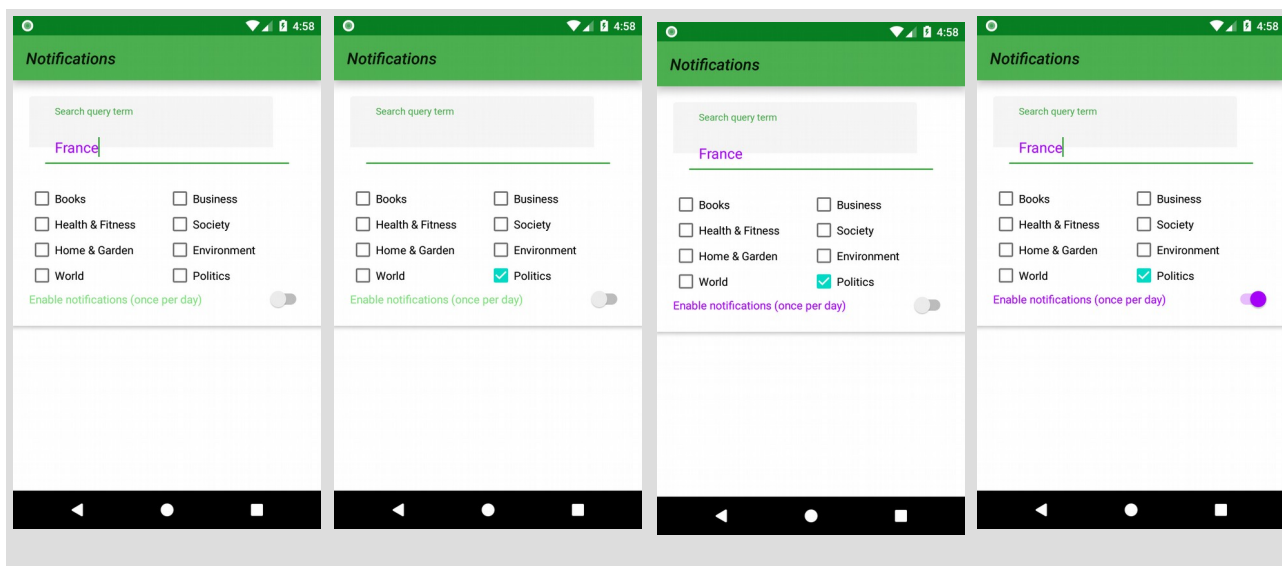 4:58
Notifications
Search query term
France
Books Business
Health & Fitness Society
Home & Garden Environment
World Politics
Enable notifications (once per day)
4:58
Notifications
Search query term
Books Business
Health & Fitness Society
Home & Garden Environment
World Politics
Enable notifications (once per day)
4:58
Notifications
Search query term
France
Books Business
Health & Fitness Society
Home & Garden Environment
World Politics
Enable notifications (once per day)
4:58
Notifications
Search query term
France
Books Business
Health & Fitness Society
Home & Garden Environment
World Politics
Enable notifications (once per day)